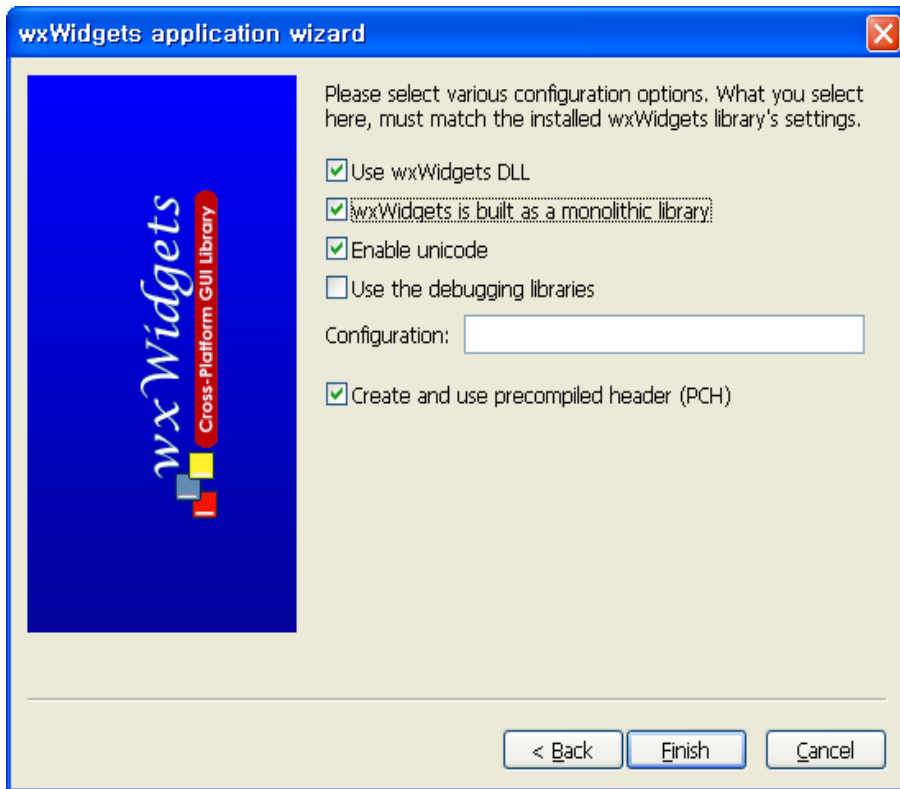 wxWidgets application wizard
wxWidgets
Cross-Platform GUI Library
Please select various configuration options. What you select
here, must match the installed wxWidgets library's settings.
Use wxWidgets DLL
wxWidgets is built as a monolithic library
Enable unicode
Use the debugging libraries
Configuration:
Create and use precompiled header (PCH)
< Back Finish Cancel